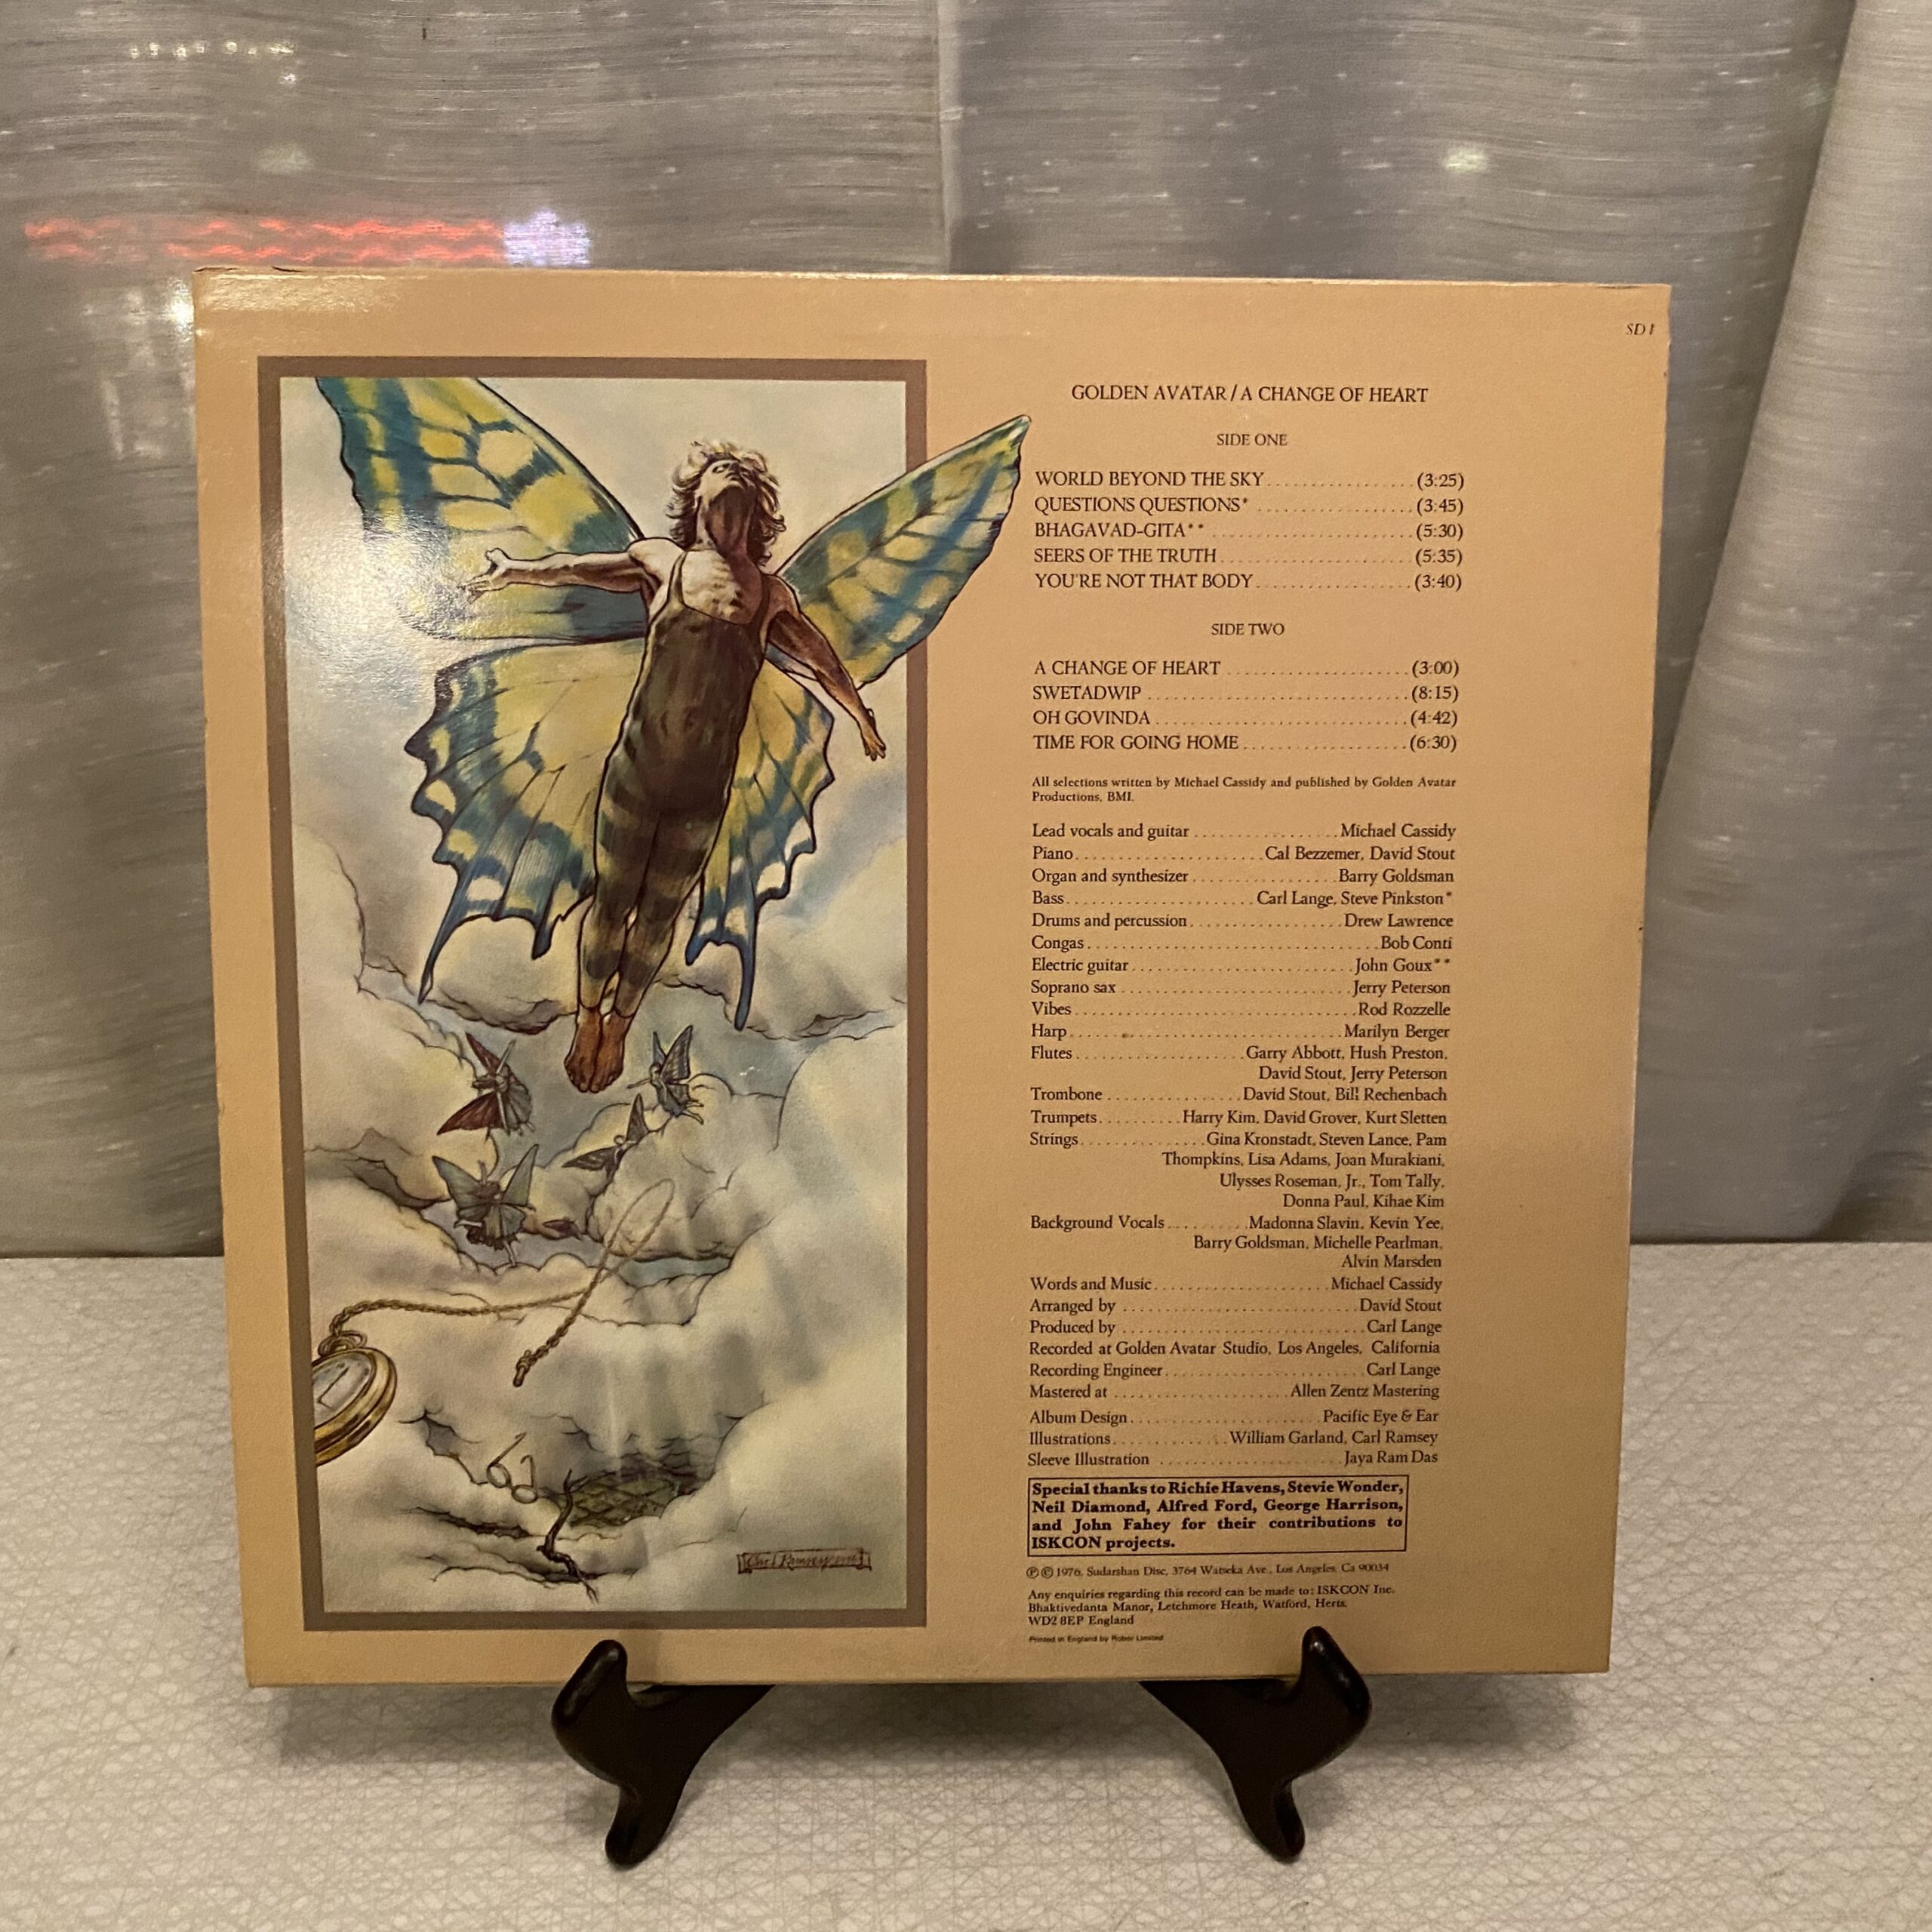 SD 1
GOLDEN AVATAR / A CHANGE OF HEART
SIDE ONE
WORLD BEYOND THE SKY (3:25)
QUESTIONS QUESTIONS* (3:45)
BHAGAVAD-GITA** (5:30)
SEERS OF THE TRUTH (5:35)
YOU'RE NOT THAT BODY (3:40)
SIDE TWO
A CHANGE OF HEART (3:00)
SWETADWIP (8:15)
OH GOVINDA (4:42)
TIME FOR GOING HOME (6:30)
All selections written by Michael Cassidy and published by Golden Avatar
Productions, BMI.
Lead vocals and guitar Michael Cassidy
Piano Cal Bezzemer, David Stout
Organ and synthesizer Barry Goldsman
Bass Carl Lange, Steve Pinkston*
Drums and percussion Drew Lawrence
Congas Bob Conti
Electric guitar John Goux**
Soprano sax Jerry Peterson
Vibes Rod Rozzelle
Harp Marilyn Berger
Flutes Garry Abbott, Hush Preston,
David Stout, Jerry Peterson
Trombone David Stout, Bill Rechenbach
Trumpets Harry Kim, David Grover, Kurt Sletten
Strings Gina Kronstadt, Steven Lance, Pam
Thompkins, Lisa Adams, Joan Murakiani,
Ulysses Roseman, Jr., Tom Tally,
Donna Paul, Kihae Kim
Background Vocals Madonna Slavin, Kevin Yee,
Barry Goldsman, Michelle Pearlman,
Alvin Marsden
Words and Music Michael Cassidy
Arranged by David Stout
Produced by Carl Lange
Recorded at Golden Avatar Studio, Los Angeles, California
Recording Engineer Carl Lange
Mastered at Allen Zentz Mastering
Album Design Pacific Eye & Ear
Illustrations William Garland, Carl Ramsey
Sleeve Illustration Jaya Ram Das
Special thanks to Richie Havens, Stevie Wonder,
Neil Diamond, Alfred Ford, George Harrison,
and John Fahey for their contributions to
ISKCON projects.
℗ © 1976, Sudarshan Disc, 3764 Watseka Ave., Los Angeles, Ca 90034
Any enquiries regarding this record can be made to: ISKCON Inc.
Bhaktivedanta Manor, Letchmore Heath, Watford, Herts.
WD2 8EP England
Printed in England by Robor Limited
Carl Ramsey 1976